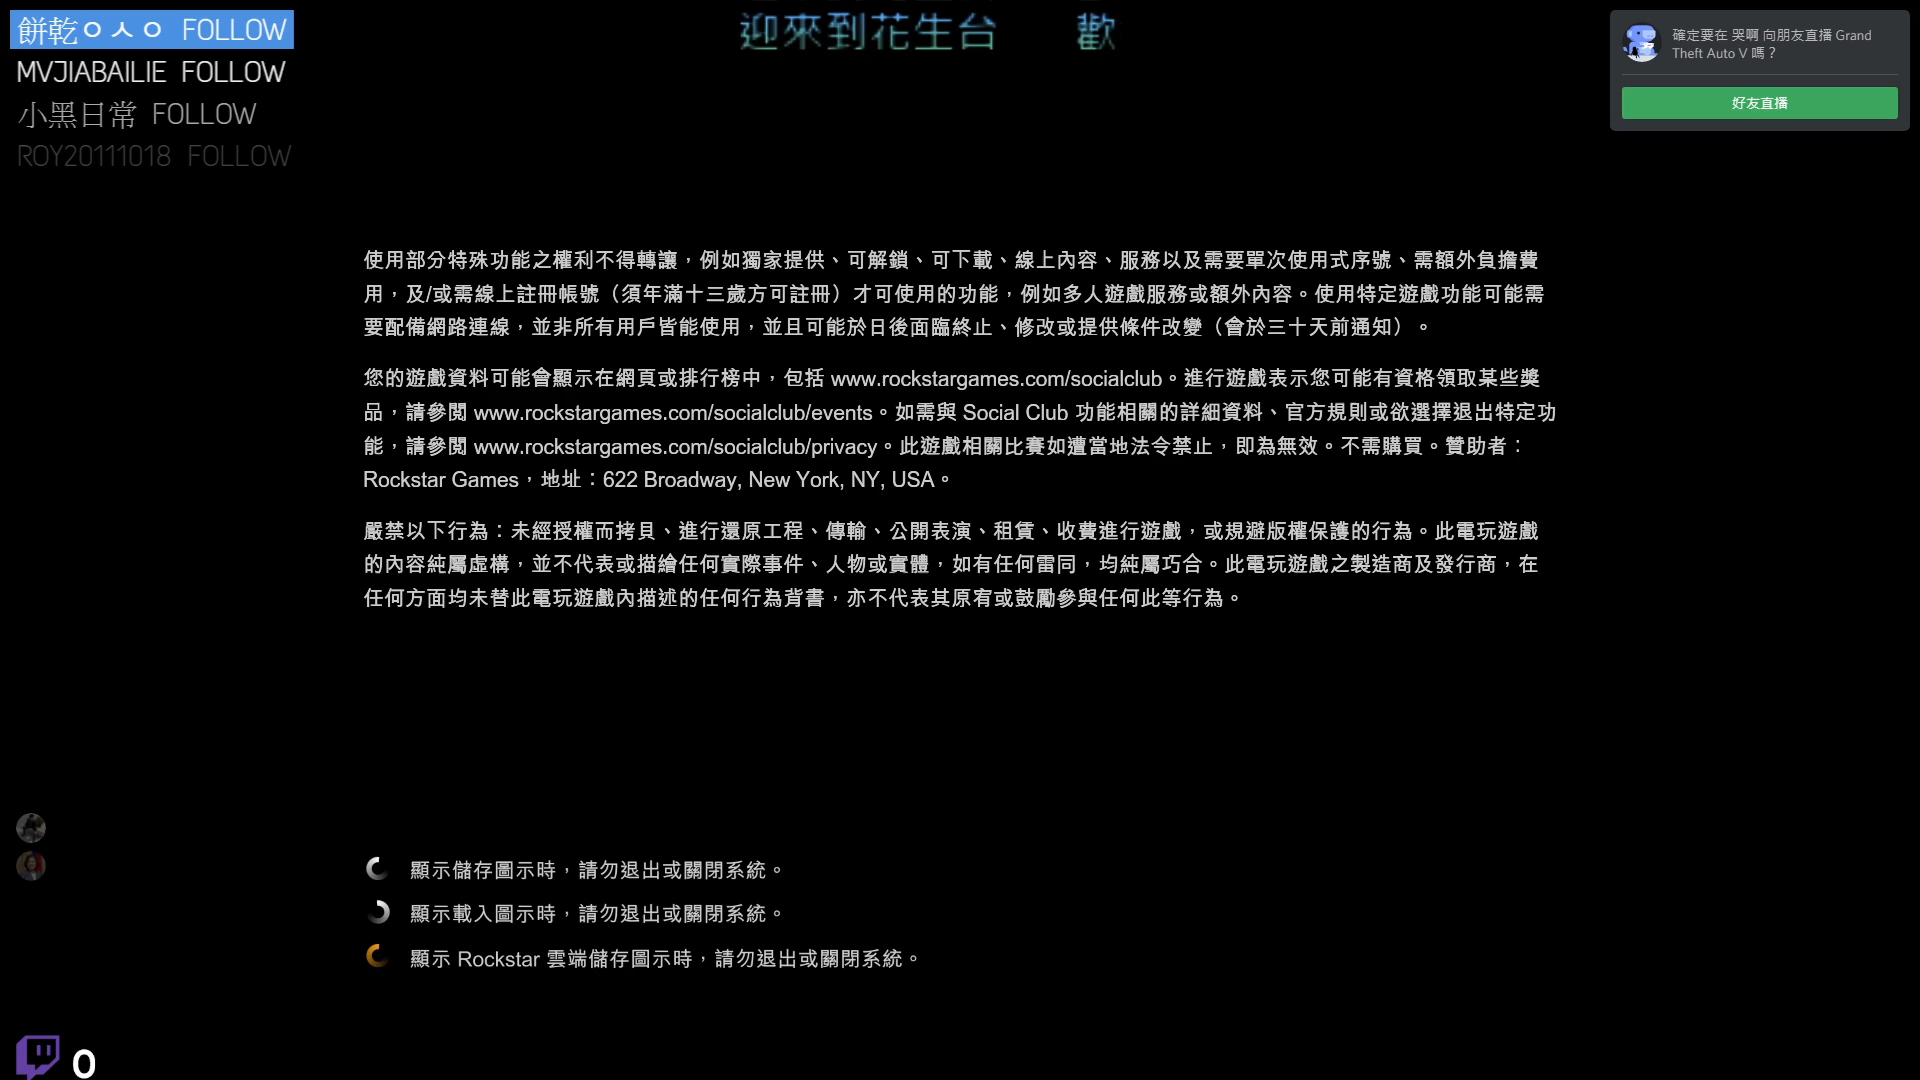 餅乾ㅇㅅㅇ FOLLOW
MVJIABAILIE FOLLOW
小黑日常 FOLLOW
ROY20111018 FOLLOW
迎來到花生台 歡
確定要在 哭啊 向朋友直播 Grand
Theft Auto V 嗎？
好友直播
使用部分特殊功能之權利不得轉讓，例如獨家提供、可解鎖、可下載、線上內容、服務以及需要單次使用式序號、需額外負擔費
用，及/或需線上註冊帳號（須年滿十三歲方可註冊）才可使用的功能，例如多人遊戲服務或額外內容。使用特定遊戲功能可能需
要配備網路連線，並非所有用戶皆能使用，並且可能於日後面臨終止、修改或提供條件改變（會於三十天前通知）。
您的遊戲資料可能會顯示在網頁或排行榜中，包括 www.rockstargames.com/socialclub。進行遊戲表示您可能有資格領取某些獎
品，請參閱 www.rockstargames.com/socialclub/events。如需與 Social Club 功能相關的詳細資料、官方規則或欲選擇退出特定功
能，請參閱 www.rockstargames.com/socialclub/privacy。此遊戲相關比賽如遭當地法令禁止，即為無效。不需購買。贊助者：
Rockstar Games，地址：622 Broadway, New York, NY, USA。
嚴禁以下行為：未經授權而拷貝、進行還原工程、傳輸、公開表演、租賃、收費進行遊戲，或規避版權保護的行為。此電玩遊戲
的內容純屬虛構，並不代表或描繪任何實際事件、人物或實體，如有任何雷同，均純屬巧合。此電玩遊戲之製造商及發行商，在
任何方面均未替此電玩遊戲內描述的任何行為背書，亦不代表其原宥或鼓勵參與任何此等行為。
顯示儲存圖示時，請勿退出或關閉系統。
顯示載入圖示時，請勿退出或關閉系統。
顯示 Rockstar 雲端儲存圖示時，請勿退出或關閉系統。
0